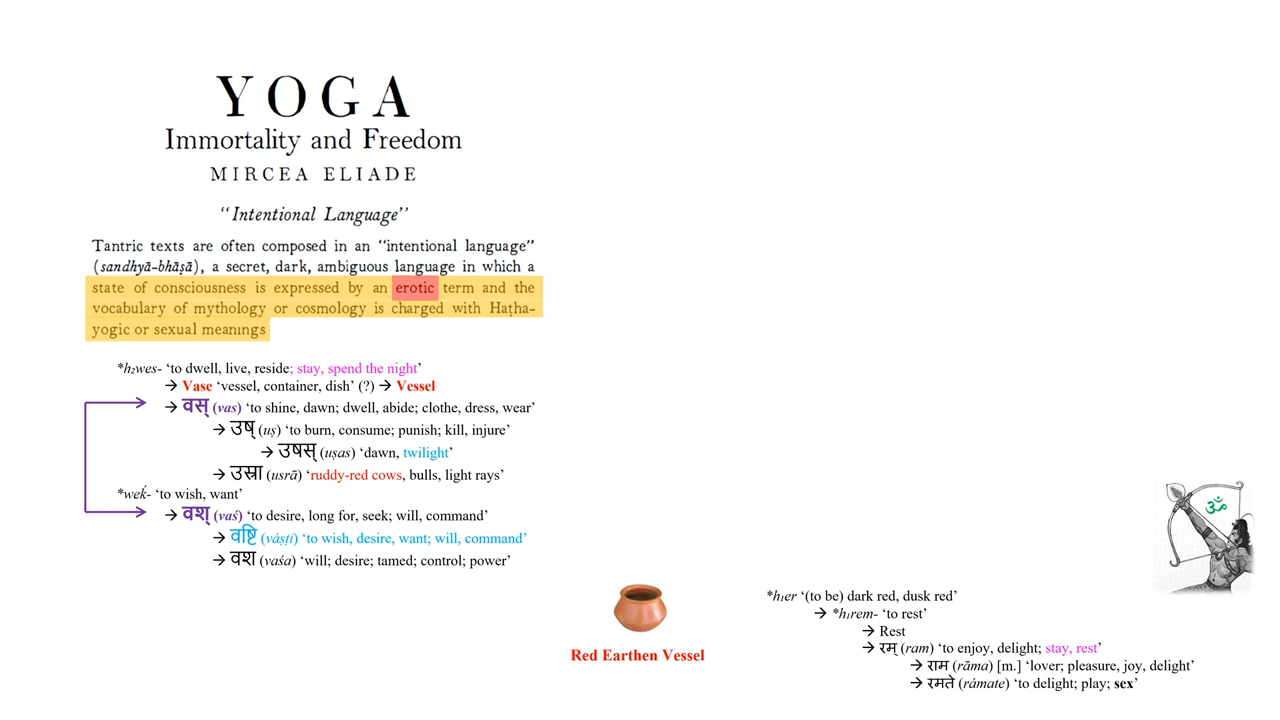 YOGA
Immortality and Freedom
MIRCEA ELIADE
“Intentional Language”
Tantric texts are often composed in an “intentional language”
(sandhyā-bhāṣā), a secret, dark, ambiguous language in which a
state of consciousness is expressed by an erotic term and the
vocabulary of mythology or cosmology is charged with Haṭha-
yogic or sexual meanings
*h₂wes- ‘to dwell, live, reside; stay, spend the night’
→ Vase ‘vessel, container, dish’ (?) → Vessel
→ वस् (vas) ‘to shine, dawn; dwell, abide; clothe, dress, wear’
→ उष् (uṣ) ‘to burn, consume; punish; kill, injure’
→ उषस् (uṣas) ‘dawn, twilight’
→ उस्रा (usrā) ‘ruddy-red cows, bulls, light rays’
*weḱ- ‘to wish, want’
→ वश् (vaś) ‘to desire, long for, seek; will, command’
→ वष्टि (váṣṭi) ‘to wish, desire, want; will, command’
→ वश (vaśa) ‘will; desire; tamed; control; power’
Red Earthen Vessel
*h₁er ‘(to be) dark red, dusk red’
→ *h₁rem- ‘to rest’
→ Rest
→ रम् (ram) ‘to enjoy, delight; stay, rest’
→ राम (rāma) [m.] ‘lover; pleasure, joy, delight’
→ रमते (rámate) ‘to delight; play; sex’
ॐ